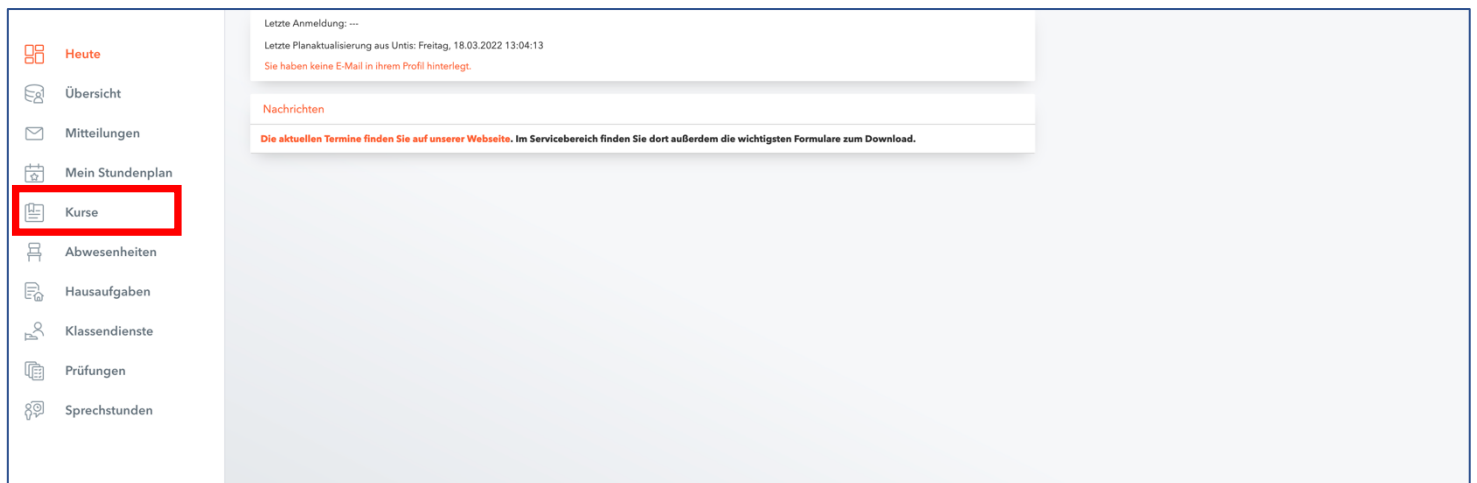 Heute
Übersicht
Mitteilungen
Mein Stundenplan
Kurse
Abwesenheiten
Hausaufgaben
Klassendienste
Prüfungen
Sprechstunden
Letzte Anmeldung: ---
Letzte Planaktualisierung aus Untis: Freitag, 18.03.2022 13:04:13
Sie haben keine E-Mail in ihrem Profil hinterlegt.
Nachrichten
Die aktuellen Termine finden Sie auf unserer Webseite. Im Servicebereich finden Sie dort außerdem die wichtigsten Formulare zum Download.